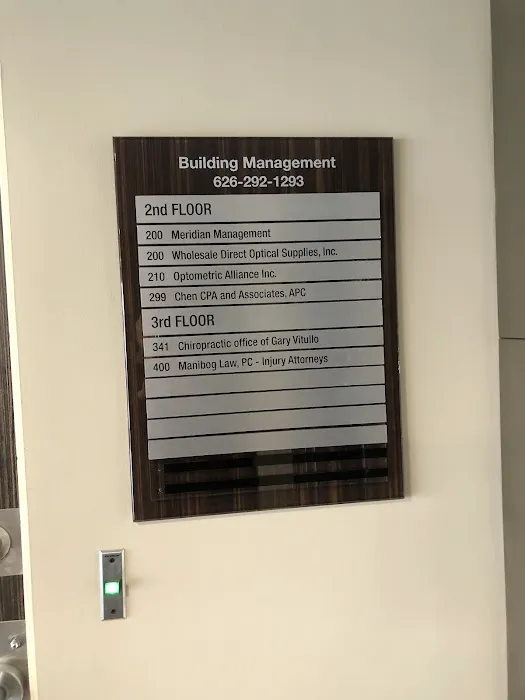 Building Management
626-292-1293
2nd FLOOR
200 Meridian Management
200 Wholesale Direct Optical Supplies, Inc.
210 Optometric Alliance Inc.
299 Chen CPA and Associates, APC
3rd FLOOR
341 Chiropractic office of Gary Vitullo
400 Manibog Law, PC - Injury Attorneys